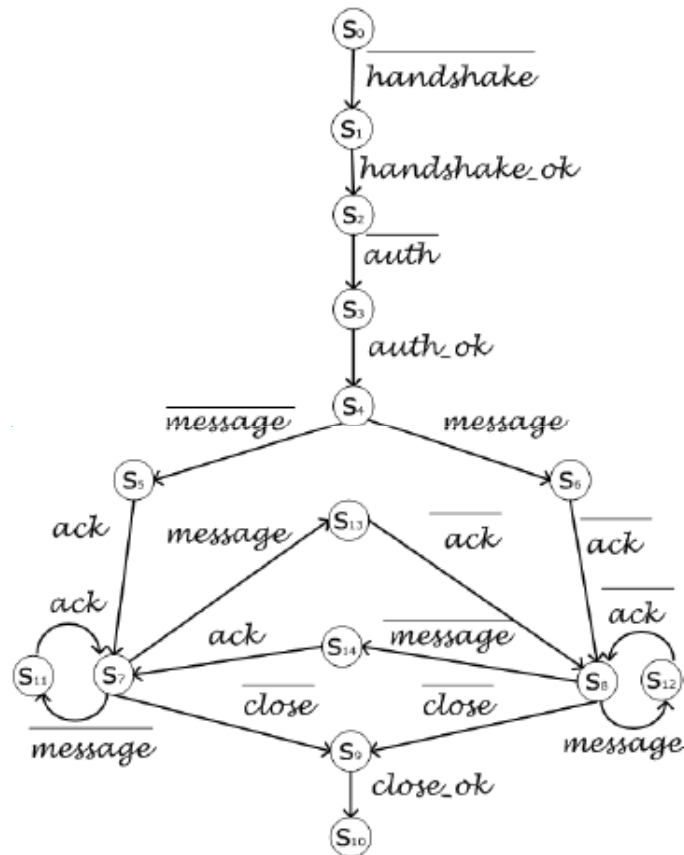 S0
handshake
S1
handshake_ok
S2
auth
S3
auth_ok
S4
message message
S5 S6
ack message S13 ack ack
ack ack
S11 S7 ack S14 message S8 S12
message close close message
S9
close_ok
S10